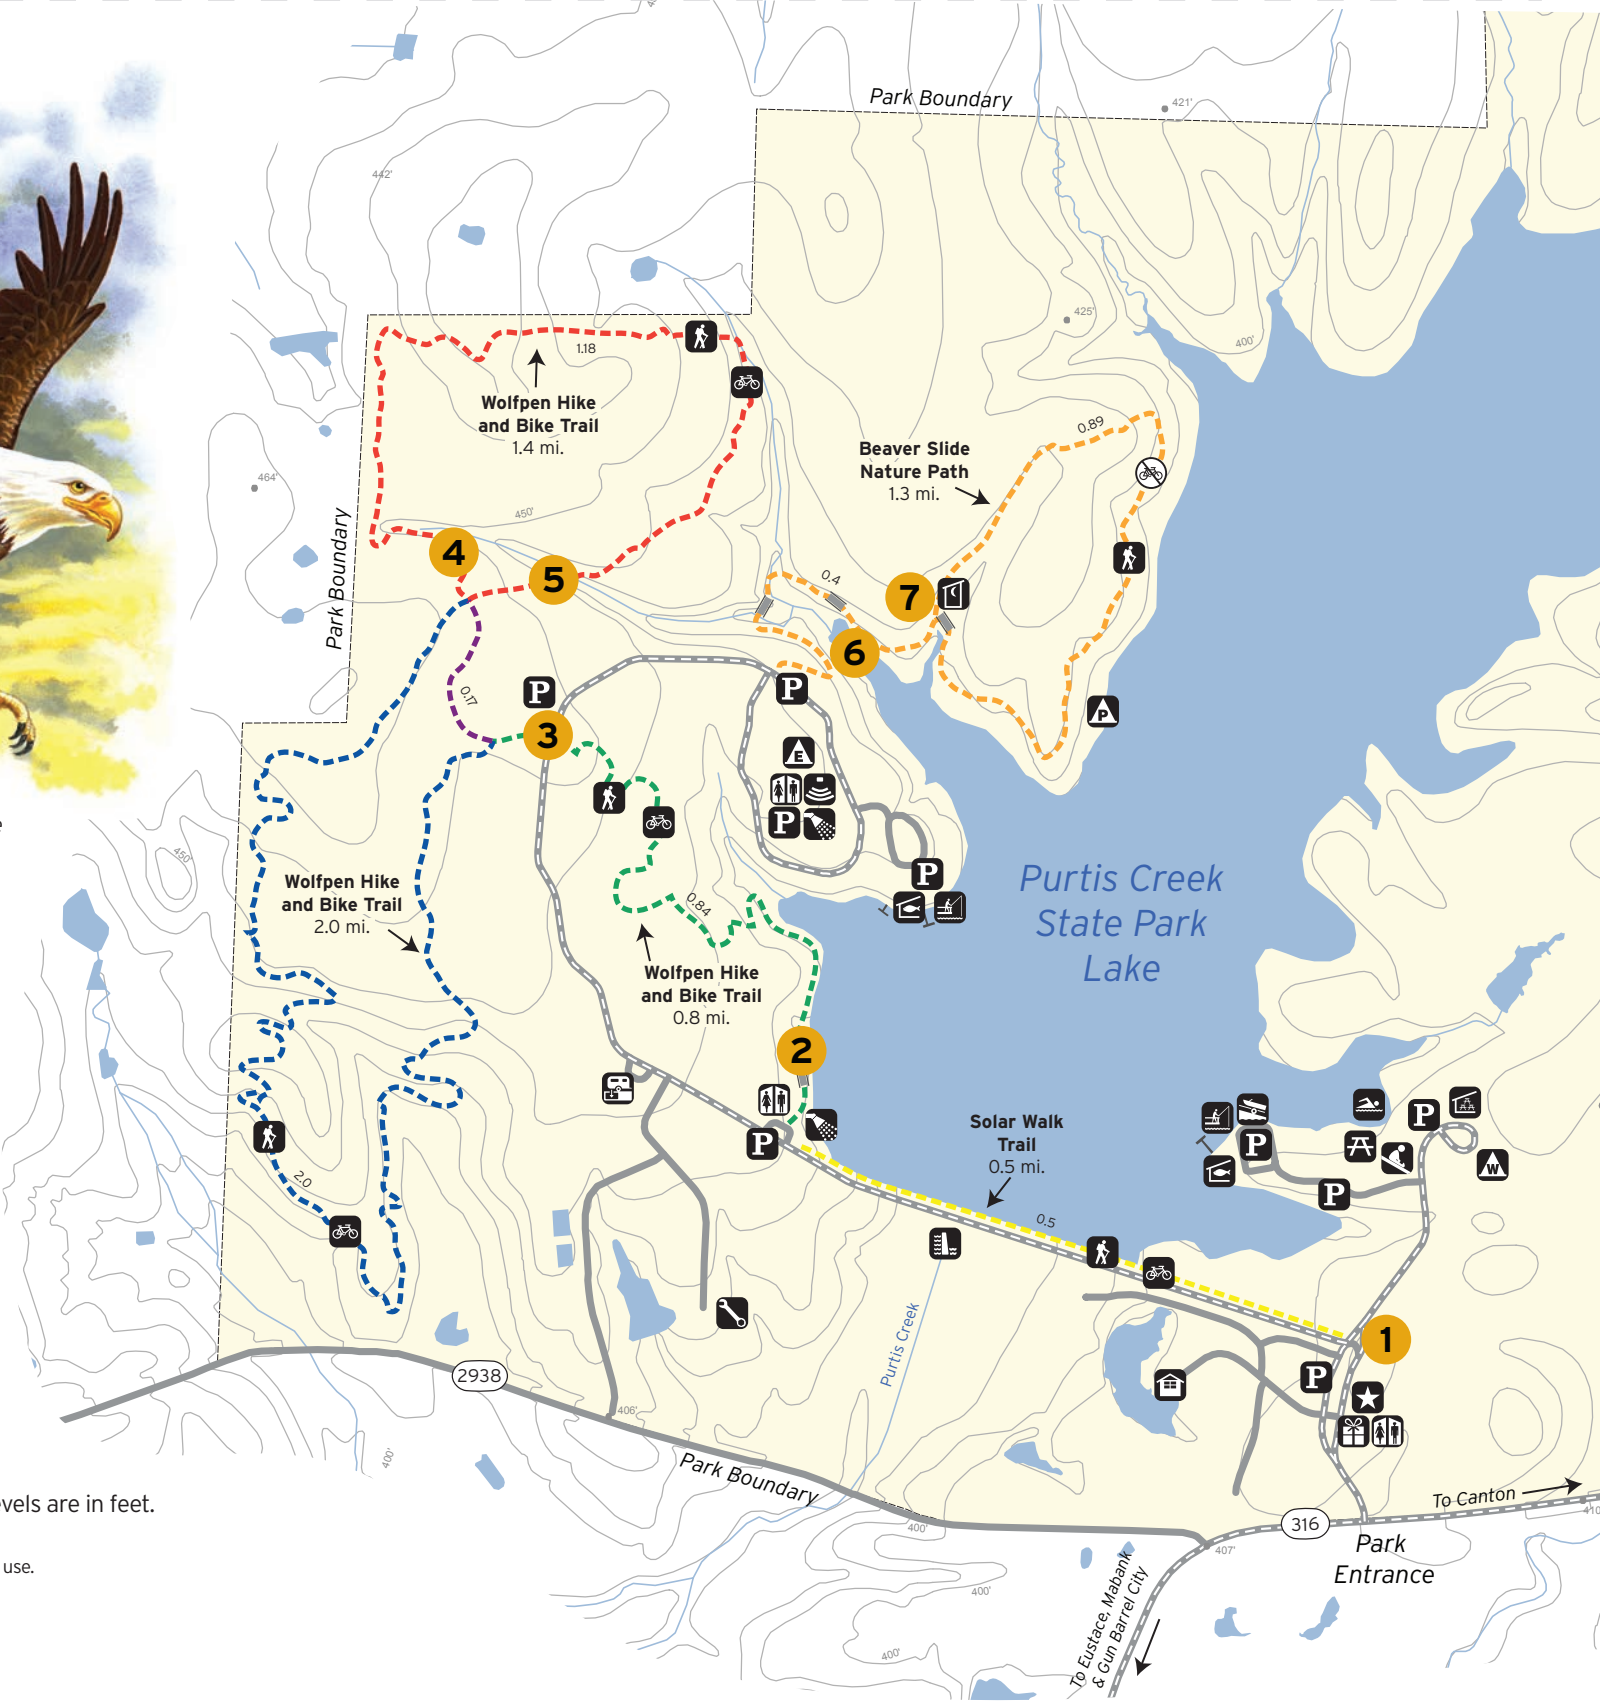 Park Boundary
421'
442'
425'
400'
1.18
Wolfpen Hike
and Bike Trail
1.4 mi.
0.89
Beaver Slide
Nature Path
1.3 mi.
464'
450'
Park Boundary
4
5
0.4
7
6
0.17
P
P
P
3
E
P
450'
Wolfpen Hike
and Bike Trail
2.0 mi.
0.84
P
Purtis Creek
State Park
Lake
Wolfpen Hike
and Bike Trail
0.8 mi.
2
P
Solar Walk
Trail
0.5 mi.
P
P
W
P
2.0
0.5
Purtis Creek
1
P
2938
406'
400'
Park Boundary
evels are in feet.
To Canton
410
316
400'
407'
Park
Entrance
use.
400'
To Eustace, Mabank
& Gun Barrel City
400'